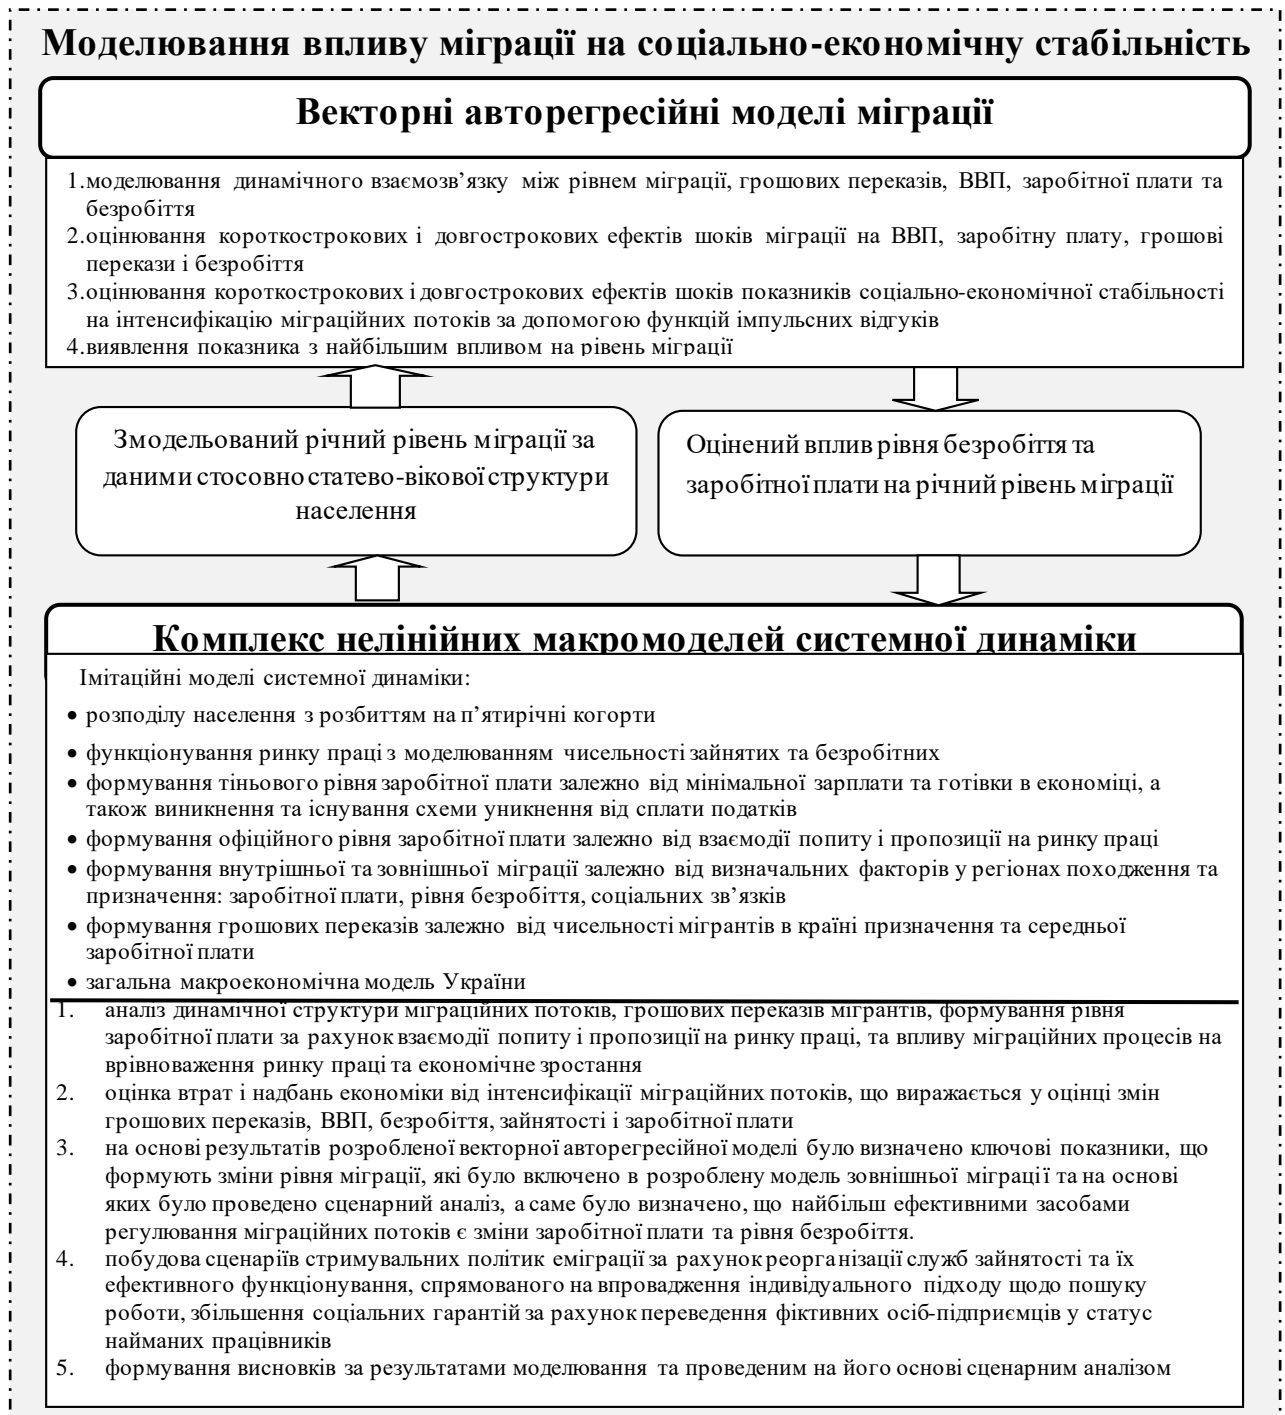 Моделювання впливу міграції на соціально-економічну стабільність
Векторні авторегресійні моделі міграції
1.моделювання динамічного взаємозв’язку між рівнем міграції, грошових переказів, ВВП, заробітної плати та
безробіття
2.оцінювання короткострокових і довгострокових ефектів шоків міграції на ВВП, заробітну плату, грошові
перекази і безробіття
3.оцінювання короткострокових і довгострокових ефектів шоків показників соціально-економічної стабільності
на інтенсифікацію міграційних потоків за допомогою функцій імпульсних відгуків
4.виявлення показника з найбільшим впливом на рівень міграції
Змодельований річний рівень міграції за
даними стосовно статево-вікової структури
населення
Оцінений вплив рівня безробіття та
заробітної плати на річний рівень міграції
Комплекс нелінійних макромоделей системної динаміки
Імітаційні моделі системної динаміки:
• розподілу населення з розбиттям на п’ятирічні когорти
• функціонування ринку праці з моделюванням чисельності зайнятих та безробітних
• формування тіньового рівня заробітної плати залежно від мінімальної зарплати та готівки в економіці, а
також виникнення та існування схеми уникнення від сплати податків
• формування офіційного рівня заробітної плати залежно від взаємодії попиту і пропозиції на ринку праці
• формування внутрішньої та зовнішньої міграції залежно від визначальних факторів у регіонах походження та
призначення: заробітної плати, рівня безробіття, соціальних зв’язків
• формування грошових переказів залежно від чисельності мігрантів в країні призначення та середньої
заробітної плати
• загальна макроекономічна модель України
1. аналіз динамічної структури міграційних потоків, грошових переказів мігрантів, формування рівня
заробітної плати за рахунок взаємодії попиту і пропозиції на ринку праці, та впливу міграційних процесів на
врівноваження ринку праці та економічне зростання
2. оцінка втрат і надбань економіки від інтенсифікації міграційних потоків, що виражається у оцінці змін
грошових переказів, ВВП, безробіття, зайнятості і заробітної плати
3. на основі результатів розробленої векторної авторегресійної моделі було визначено ключові показники, що
формують зміни рівня міграції, які було включено в розроблену модель зовнішньої міграції та на основі
яких було проведено сценарний аналіз, а саме було визначено, що найбільш ефективними засобами
регулювання міграційних потоків є зміни заробітної плати та рівня безробіття.
4. побудова сценаріїв стримувальних політик еміграції за рахунок реорганізації служб зайнятості та їх
ефективного функціонування, спрямованого на впровадження індивідуального підходу щодо пошуку
роботи, збільшення соціальних гарантій за рахунок переведення фіктивних осіб-підприємців у статус
найманих працівників
5. формування висновків за результатами моделювання та проведеним на його основі сценарним аналізом